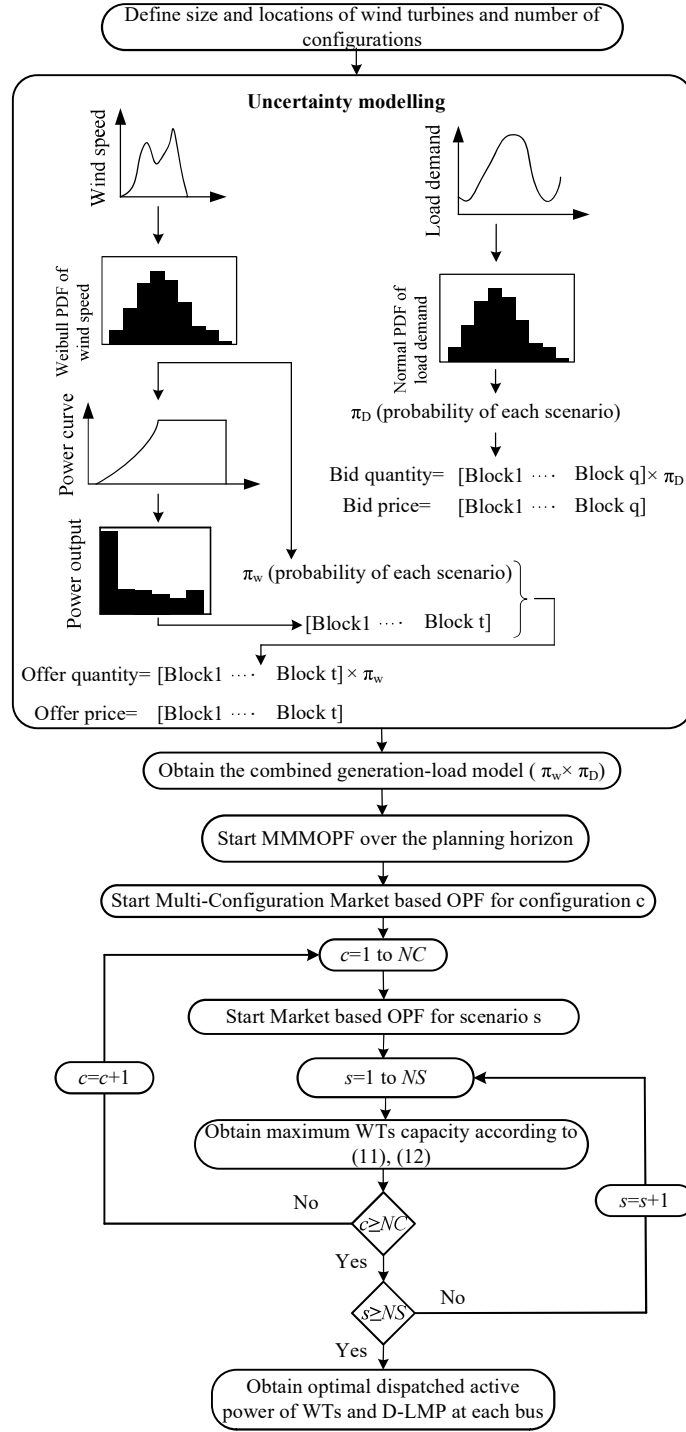 Define size and locations of wind turbines and number of
configurations
Uncertainty modelling
Wind speed
Load demand
Weibull PDF of
wind speed
Normal PDF of
load demand
π_D (probability of each scenario)
Power curve
Bid quantity= [Block1 ···· Block q]× π_D
Bid price= [Block1 ···· Block q]
Power output
π_w (probability of each scenario)
[Block1 ···· Block t]
Offer quantity= [Block1 ···· Block t] × π_w
Offer price= [Block1 ···· Block t]
Obtain the combined generation-load model ( π_w× π_D)
Start MMMOPF over the planning horizon
Start Multi-Configuration Market based OPF for configuration c
c=1 to NC
Start Market based OPF for scenario s
c=c+1
s=1 to NS
Obtain maximum WTs capacity according to
(11), (12)
s=s+1
No
c≥NC
Yes
s≥NS
No
Yes
Obtain optimal dispatched active
power of WTs and D-LMP at each bus